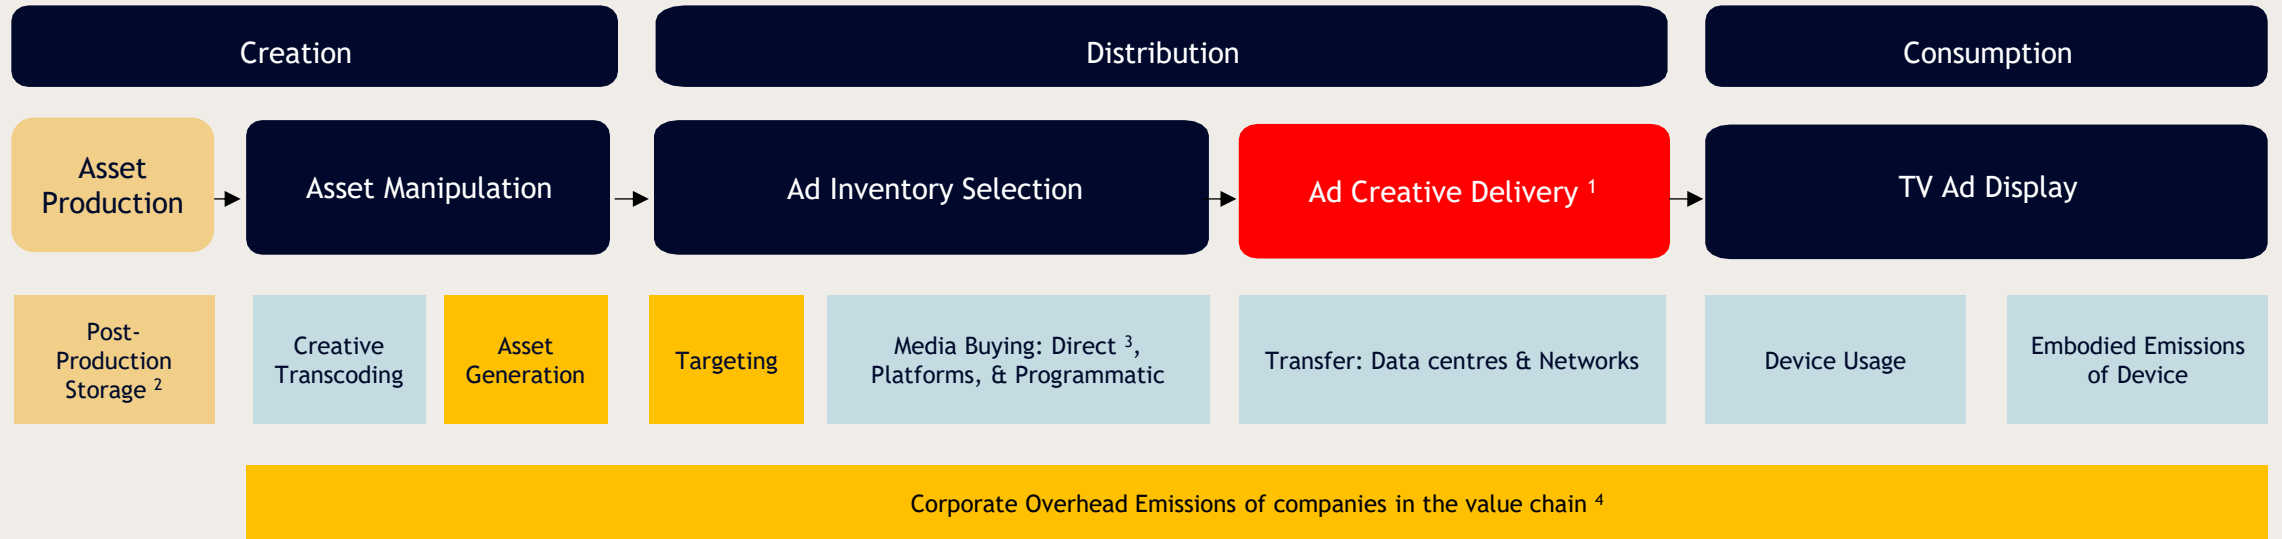 Creation
Distribution
Consumption
Asset
Production
Asset Manipulation
Ad Inventory Selection
Ad Creative Delivery ¹
TV Ad Display
Post-
Production
Storage ²
Creative
Transcoding
Asset
Generation
Targeting
Media Buying: Direct ³,
Platforms, & Programmatic
Transfer: Data centres & Networks
Device Usage
Embodied Emissions
of Device
Corporate Overhead Emissions of companies in the value chain ⁴